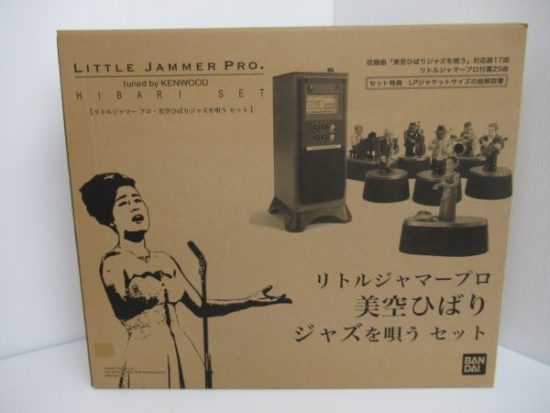 LITTLE JAMMER PRO.
tuned by KENWOOD
HIBARI SET
[リトルジャマー プロ・美空ひばりジャズを唄う セット]
収録曲「美空ひばりジャズを唄う」対応曲17曲
リトルジャマープロ付属25曲
セット特典 LPジャケットサイズの曲解説書
リトルジャマープロ
美空ひばり
ジャズを唄う セット
BAN
DAI